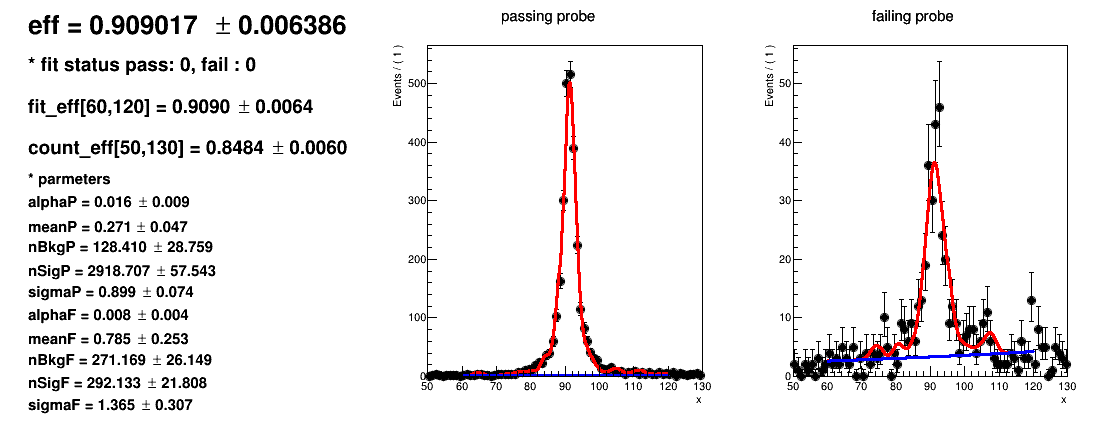 eff = 0.909017 ± 0.006386
* fit status pass: 0, fail : 0
fit_eff[60,120] = 0.9090 ± 0.0064
count_eff[50,130] = 0.8484 ± 0.0060
* parmeters
alphaP = 0.016 ± 0.009
meanP = 0.271 ± 0.047
nBkgP = 128.410 ± 28.759
nSigP = 2918.707 ± 57.543
sigmaP = 0.899 ± 0.074
alphaF = 0.008 ± 0.004
meanF = 0.785 ± 0.253
nBkgF = 271.169 ± 26.149
nSigF = 292.133 ± 21.808
sigmaF = 1.365 ± 0.307
passing probe
Events / ( 1 )
500
400
300
200
100
0
50 60 70 80 90 100 110 120 130
x
failing probe
Events / ( 1 )
50
40
30
20
10
0
50 60 70 80 90 100 110 120 130
x